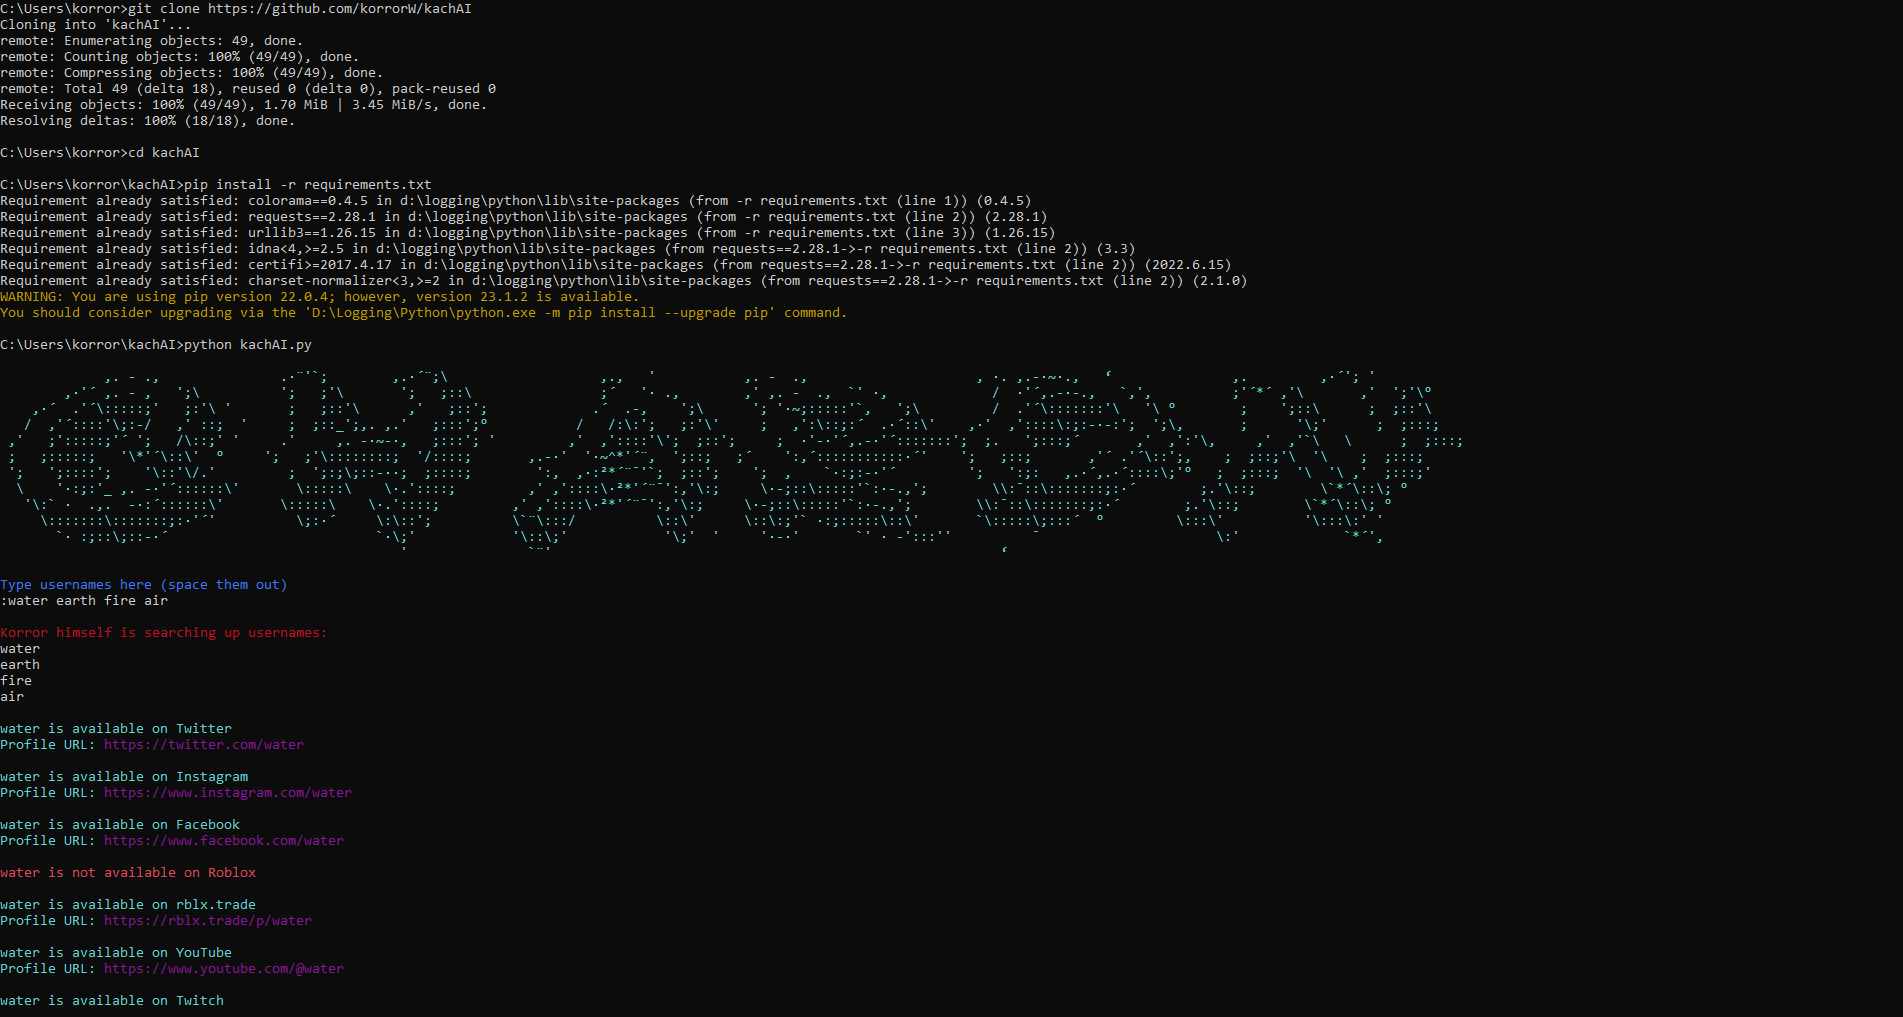 C:\Users\korror>git clone https://github.com/korrorW/kachAI
Cloning into 'kachAI'...
remote: Enumerating objects: 49, done.
remote: Counting objects: 100% (49/49), done.
remote: Compressing objects: 100% (49/49), done.
remote: Total 49 (delta 18), reused 0 (delta 0), pack-reused 0
Receiving objects: 100% (49/49), 1.70 MiB | 3.45 MiB/s, done.
Resolving deltas: 100% (18/18), done.
C:\Users\korror>cd kachAI
C:\Users\korror\kachAI>pip install -r requirements.txt
Requirement already satisfied: colorama==0.4.5 in d:\logging\python\lib\site-packages (from -r requirements.txt (line 1)) (0.4.5)
Requirement already satisfied: requests==2.28.1 in d:\logging\python\lib\site-packages (from -r requirements.txt (line 2)) (2.28.1)
Requirement already satisfied: urllib3==1.26.15 in d:\logging\python\lib\site-packages (from -r requirements.txt (line 3)) (1.26.15)
Requirement already satisfied: idna<4,>=2.5 in d:\logging\python\lib\site-packages (from requests==2.28.1->-r requirements.txt (line 2)) (3.3)
Requirement already satisfied: certifi>=2017.4.17 in d:\logging\python\lib\site-packages (from requests==2.28.1->-r requirements.txt (line 2)) (2022.6.15)
Requirement already satisfied: charset-normalizer<3,>=2 in d:\logging\python\lib\site-packages (from requests==2.28.1->-r requirements.txt (line 2)) (2.1.0)
WARNING: You are using pip version 22.0.4; however, version 23.1.2 is available.
You should consider upgrading via the 'D:\Logging\Python\python.exe -m pip install --upgrade pip' command.
C:\Users\korror\kachAI>python kachAI.py
Type usernames here (space them out)
:water earth fire air
Korror himself is searching up usernames:
water
earth
fire
air
water is available on Twitter
Profile URL: https://twitter.com/water
water is available on Instagram
Profile URL: https://www.instagram.com/water
water is available on Facebook
Profile URL: https://www.facebook.com/water
water is not available on Roblox
water is available on rblx.trade
Profile URL: https://rblx.trade/p/water
water is available on YouTube
Profile URL: https://www.youtube.com/@water
water is available on Twitch